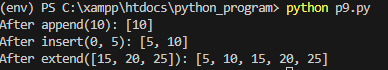 (env) PS C:\xampp\htdocs\python_program> python p9.py
After append(10): [10]
After insert(0, 5): [5, 10]
After extend([15, 20, 25]): [5, 10, 15, 20, 25]